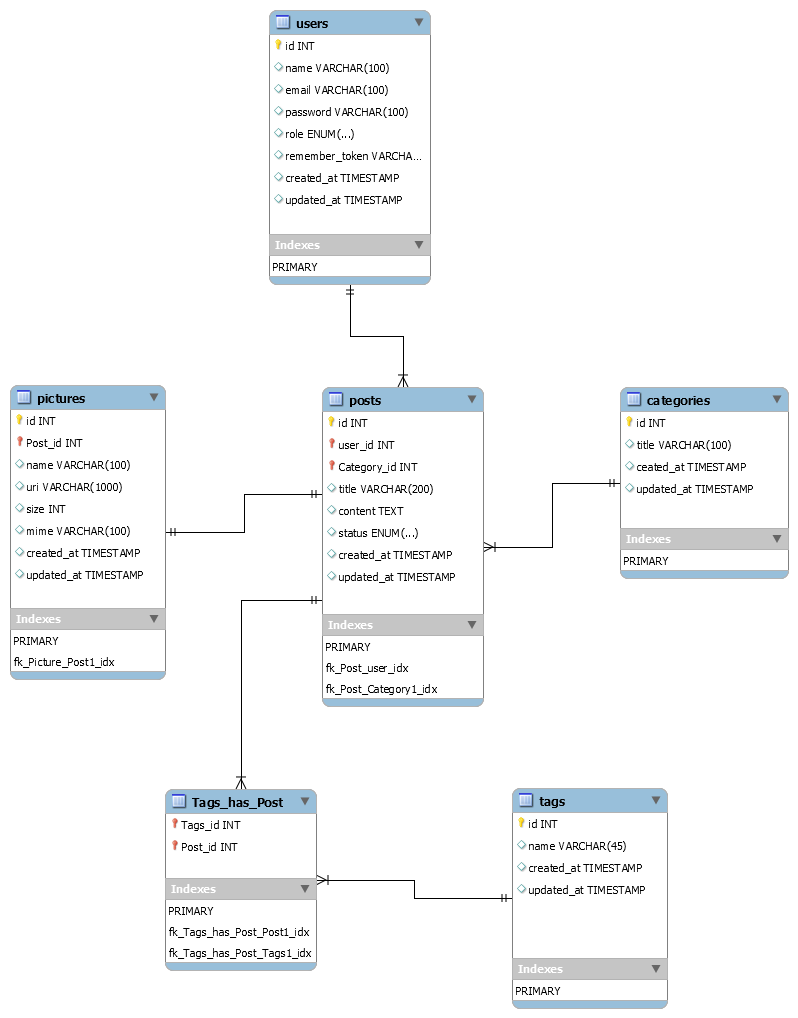 users
id INT
name VARCHAR(100)
email VARCHAR(100)
password VARCHAR(100)
role ENUM(...)
remember_token VARCHA...
created_at TIMESTAMP
updated_at TIMESTAMP
Indexes
PRIMARY
pictures
id INT
Post_id INT
name VARCHAR(100)
uri VARCHAR(1000)
size INT
mime VARCHAR(100)
created_at TIMESTAMP
updated_at TIMESTAMP
Indexes
PRIMARY
fk_Picture_Post1_idx
posts
id INT
user_id INT
Category_id INT
title VARCHAR(200)
content TEXT
status ENUM(...)
created_at TIMESTAMP
updated_at TIMESTAMP
Indexes
PRIMARY
fk_Post_user_idx
fk_Post_Category1_idx
categories
id INT
title VARCHAR(100)
ceated_at TIMESTAMP
updated_at TIMESTAMP
Indexes
PRIMARY
Tags_has_Post
Tags_id INT
Post_id INT
Indexes
PRIMARY
fk_Tags_has_Post_Post1_idx
fk_Tags_has_Post_Tags1_idx
tags
id INT
name VARCHAR(45)
created_at TIMESTAMP
updated_at TIMESTAMP
Indexes
PRIMARY